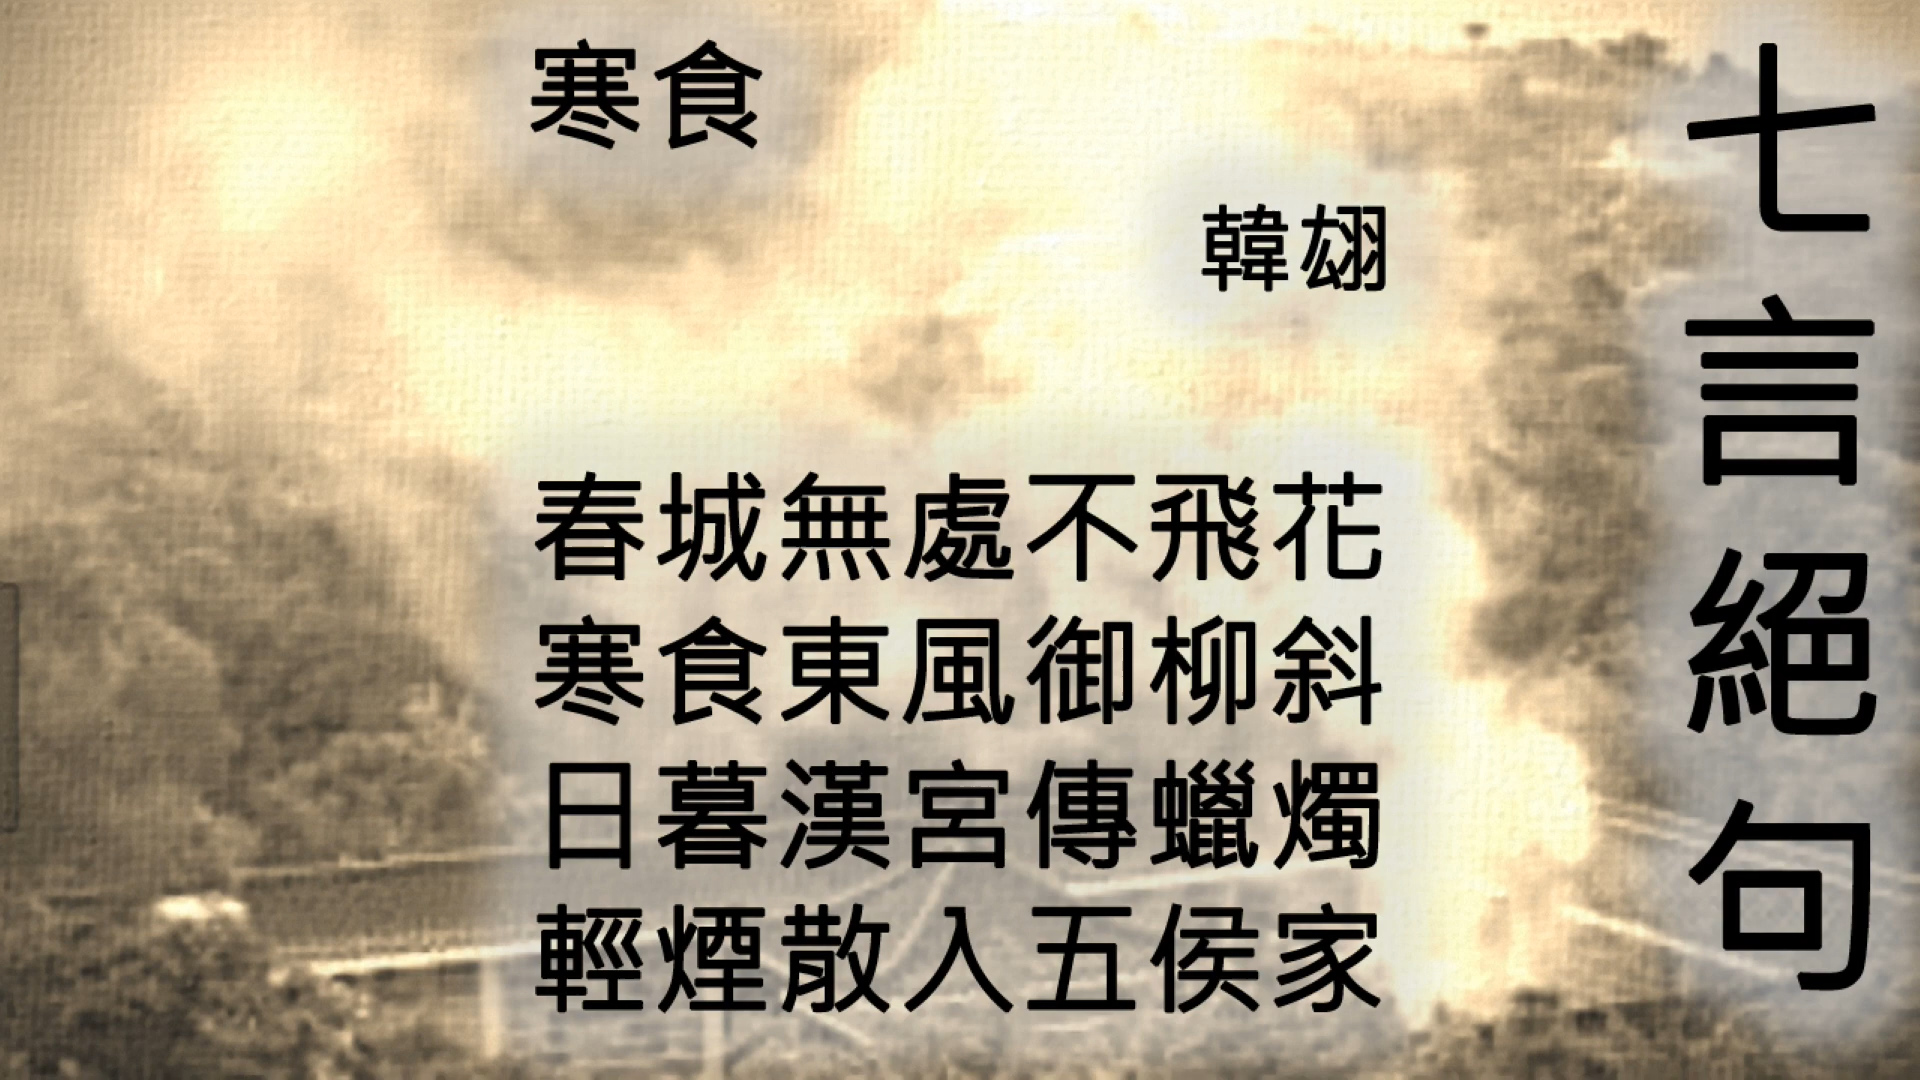 寒食
韓翃
春城無處不飛花
寒食東風御柳斜
日暮漢宮傳蠟燭
輕煙散入五侯家
七言絕句